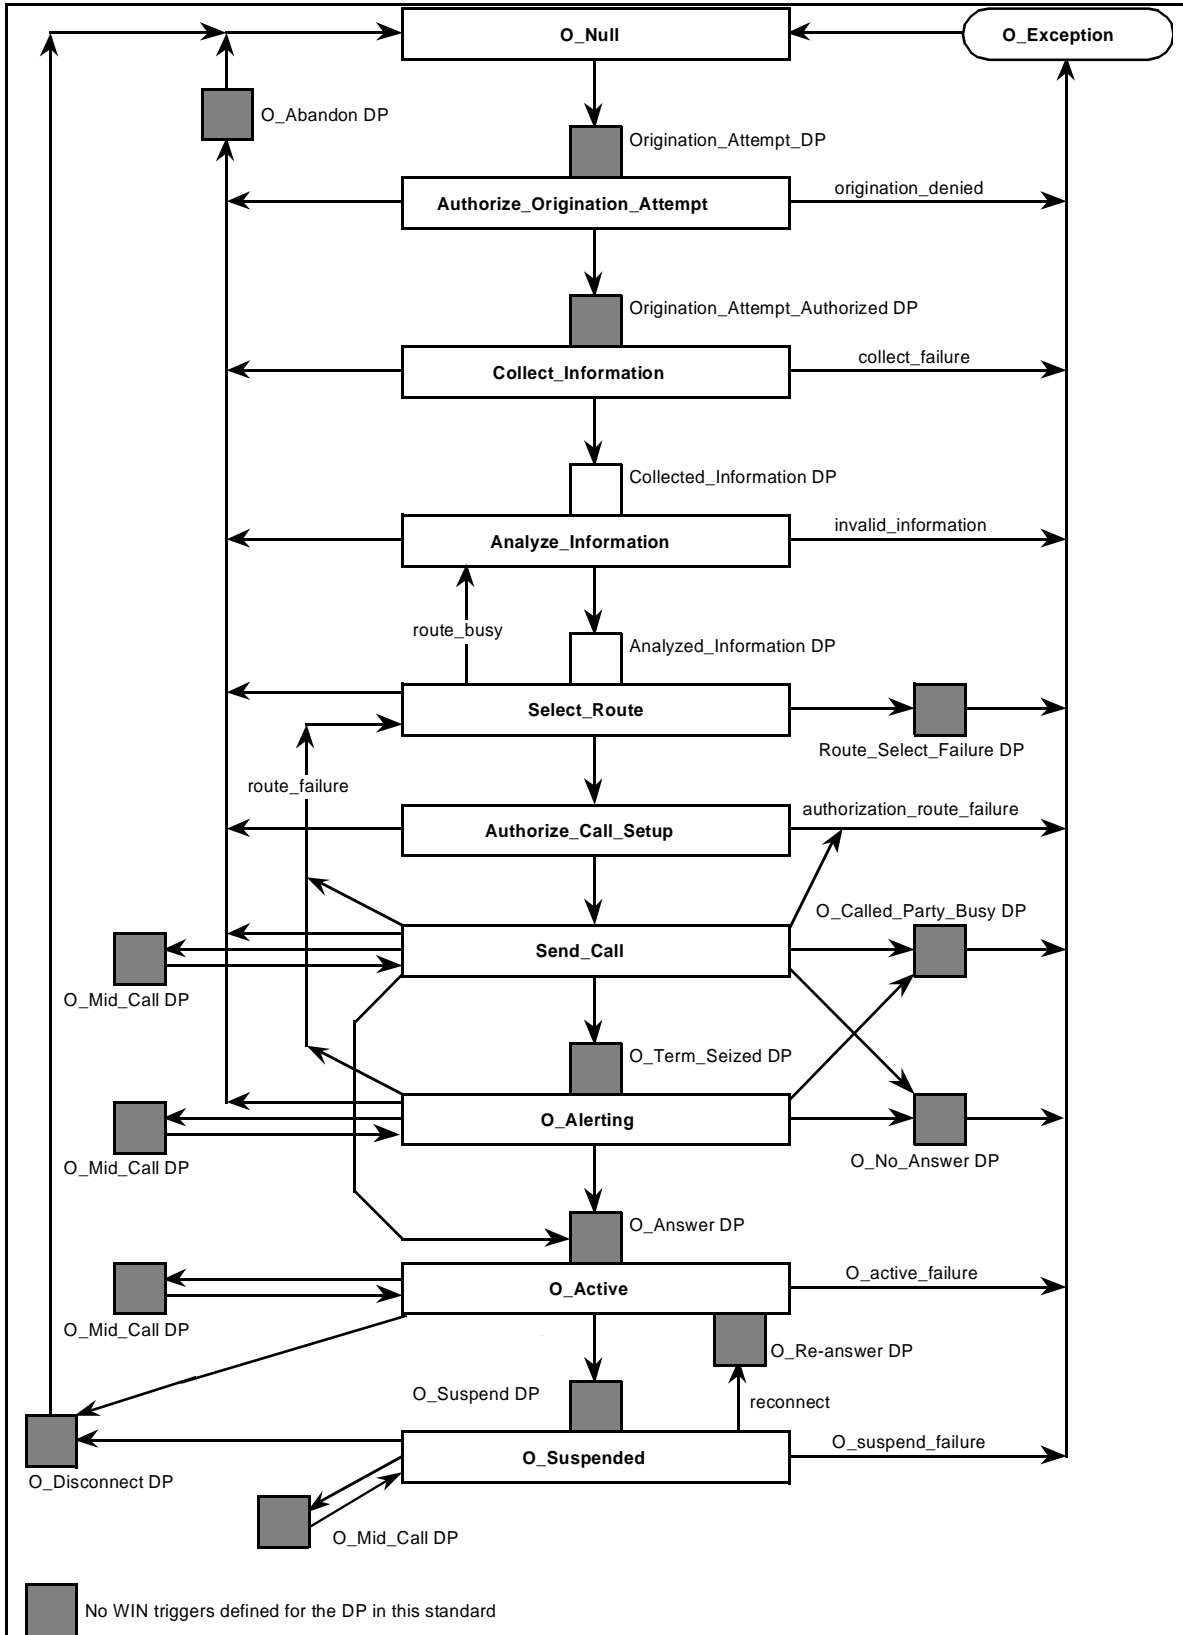 O_Null
O_Exception
O_Abandon DP
Origination_Attempt_DP
Authorize_Origination_Attempt
origination_denied
Origination_Attempt_Authorized DP
Collect_Information
collect_failure
Collected_Information DP
Analyze_Information
invalid_information
route_busy
Analyzed_Information DP
Select_Route
Route_Select_Failure DP
route_failure
Authorize_Call_Setup
authorization_route_failure
O_Called_Party_Busy DP
Send_Call
O_Mid_Call DP
O_Term_Seized DP
O_Alerting
O_Mid_Call DP
O_No_Answer DP
O_Answer DP
O_Active
O_active_failure
O_Mid_Call DP
O_Re-answer DP
O_Suspend DP
reconnect
O_Suspended
O_suspend_failure
O_Disconnect DP
O_Mid_Call DP
No WIN triggers defined for the DP in this standard